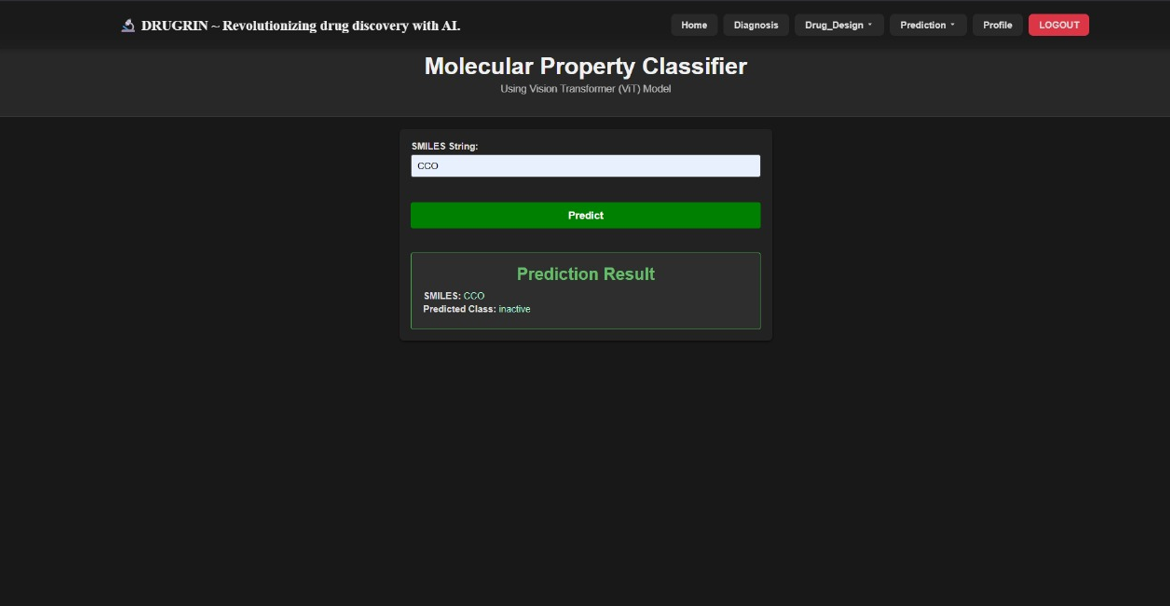 DRUGRIN ~ Revolutionizing drug discovery with AI.
Home Diagnosis Drug_Design Prediction Profile LOGOUT
Molecular Property Classifier
Using Vision Transformer (ViT) Model
SMILES String:
CCO
Predict
Prediction Result
SMILES: CCO
Predicted Class: inactive